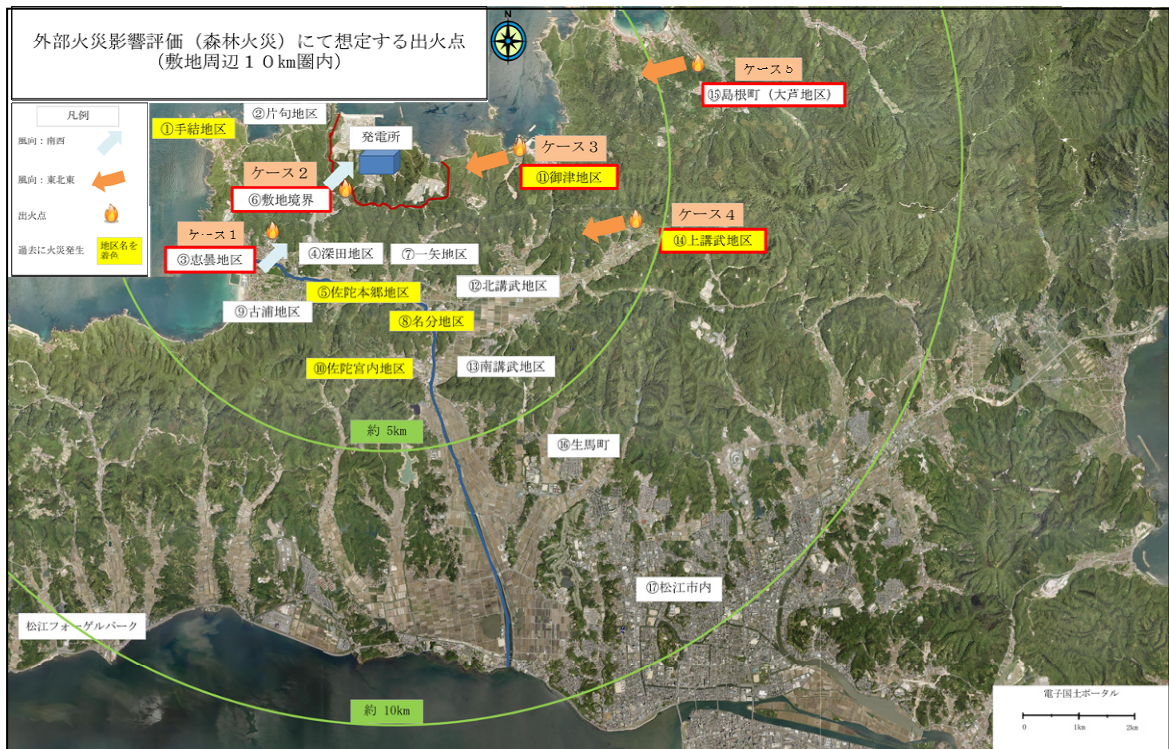 外部火災影響評価（森林火災）にて想定する出火点
（敷地周辺１０km圏内）
N
凡例
風向：南西
風向：東北東
出火点
過去に火災発生
地区名を
着色
①手結地区
②片句地区
発電所
ケース２
⑥敷地境界
ケース１
③恵曇地区
④深田地区
⑦一矢地区
⑤佐陀本郷地区
⑨古浦地区
⑧名分地区
⑫北講武地区
⑩佐陀宮内地区
⑬南講武地区
ケース３
⑪御津地区
ケース４
⑭上講武地区
ケース５
⑮島根町（大芦地区）
約 5km
⑯生馬町
⑰松江市内
松江フォーゲルパーク
約 10km
電子国土ポータル
0 1km 2km